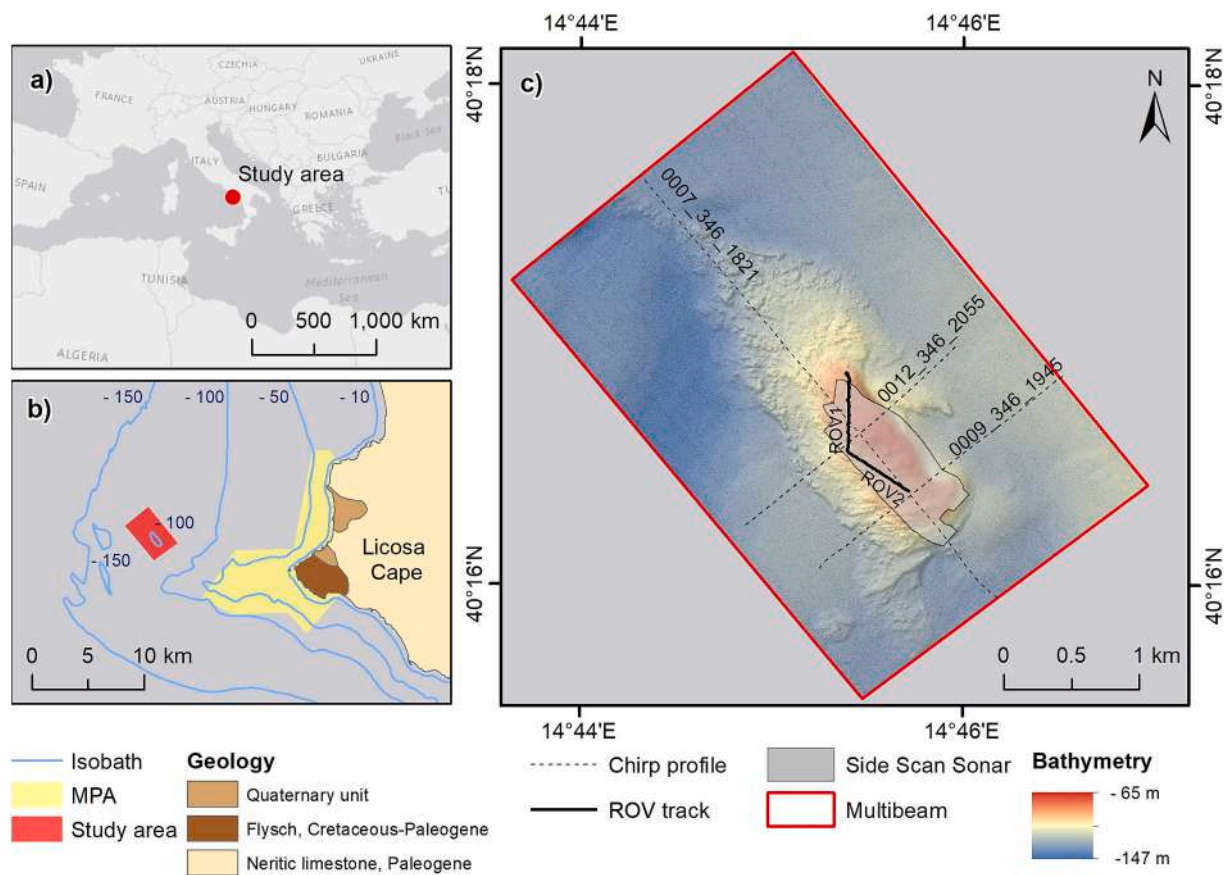 a)
CZECHIA
UKRAINE
FRANCE
AUSTRIA
HUNGARY
ROMANIA
Black Sea
ITALY
BULGARIA
Study area
SPAIN
GREECE
TUNISIA
Mediterranean
Sea
0 500 1,000 km
ALGERIA
b)
- 150 - 100 - 50 - 10
- 100
- 150
Licosa
Cape
0 5 10 km
14°44'E 14°46'E
c)
40°18'N 40°18'N
N
0007_346_1821
0012_346_2055
0009_346_1945
ROV1
ROV2
40°16'N 40°16'N
0 0.5 1 km
14°44'E 14°46'E
Isobath
MPA
Study area
Geology
Quaternary unit
Flysch, Cretaceous-Paleogene
Neritic limestone, Paleogene
Chirp profile
ROV track
Side Scan Sonar
Multibeam
Bathymetry
- 65 m
-147 m